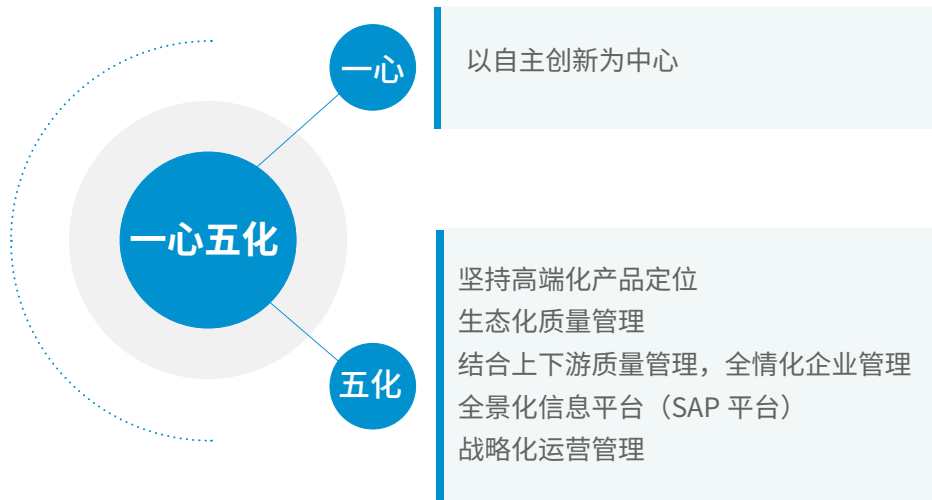 一心
以自主创新为中心
一心五化
五化
坚持高端化产品定位
生态化质量管理
结合上下游质量管理，全情化企业管理
全景化信息平台（SAP 平台）
战略化运营管理